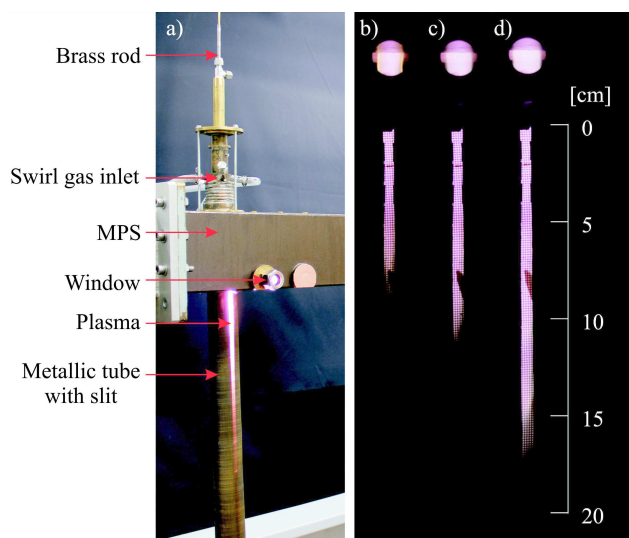 a)
Brass rod
Swirl gas inlet
MPS
Window
Plasma
Metallic tube
with slit
b)
c)
d)
[cm]
0
5
10
15
20